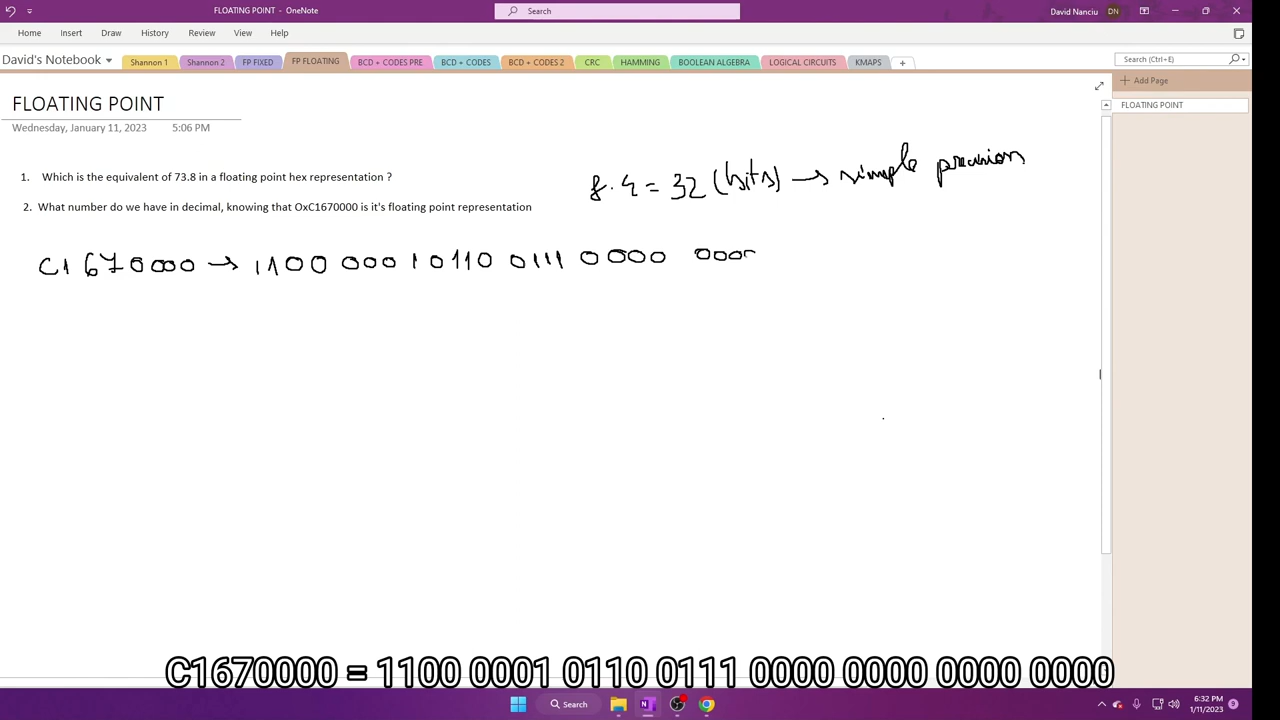 FLOATING POINT - OneNote
Search
David Nanciu DN
Home Insert Draw History Review View Help
David's Notebook Shannon 1 Shannon 2 FP FIXED FP FLOATING BCD + CODES PRE BCD + CODES BCD + CODES 2 CRC HAMMING BOOLEAN ALGEBRA LOGICAL CIRCUITS KMAPS
Search (Ctrl+E)
Add Page
FLOATING POINT
FLOATING POINT
Wednesday, January 11, 2023 5:06 PM
1. Which is the equivalent of 73.8 in a floating point hex representation ?
8 · 4 = 32 (bits) → simple precision
2. What number do we have in decimal, knowing that OxC1670000 is it's floating point representation
C1670000 → 1100 0001 0110 0111 0000 0000
C1670000 = 1100 0001 0110 0111 0000 0000 0000 0000
Search
6:32 PM
1/11/2023